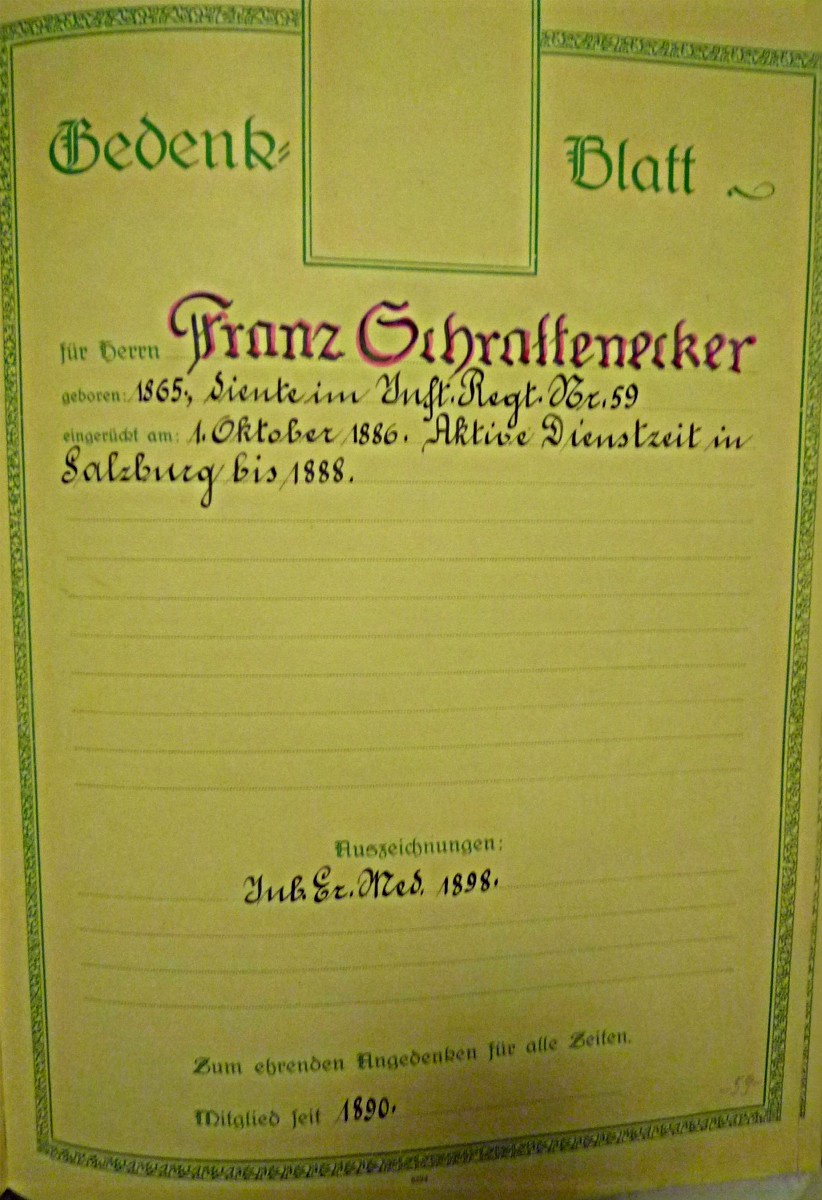 Gedenk= Blatt
für Herrn Franz Schrattenecker
geboren: 1865, diente im Inft. Regt. Nr. 59
eingerückt am: 1. Oktober 1886. Aktive Dienstzeit in
Salzburg bis 1888.
Auszeichnungen:
Jub. Er. Med. 1898.
Zum ehrenden Angedenken für alle Zeiten.
Mitglied seit 1890.
-59-